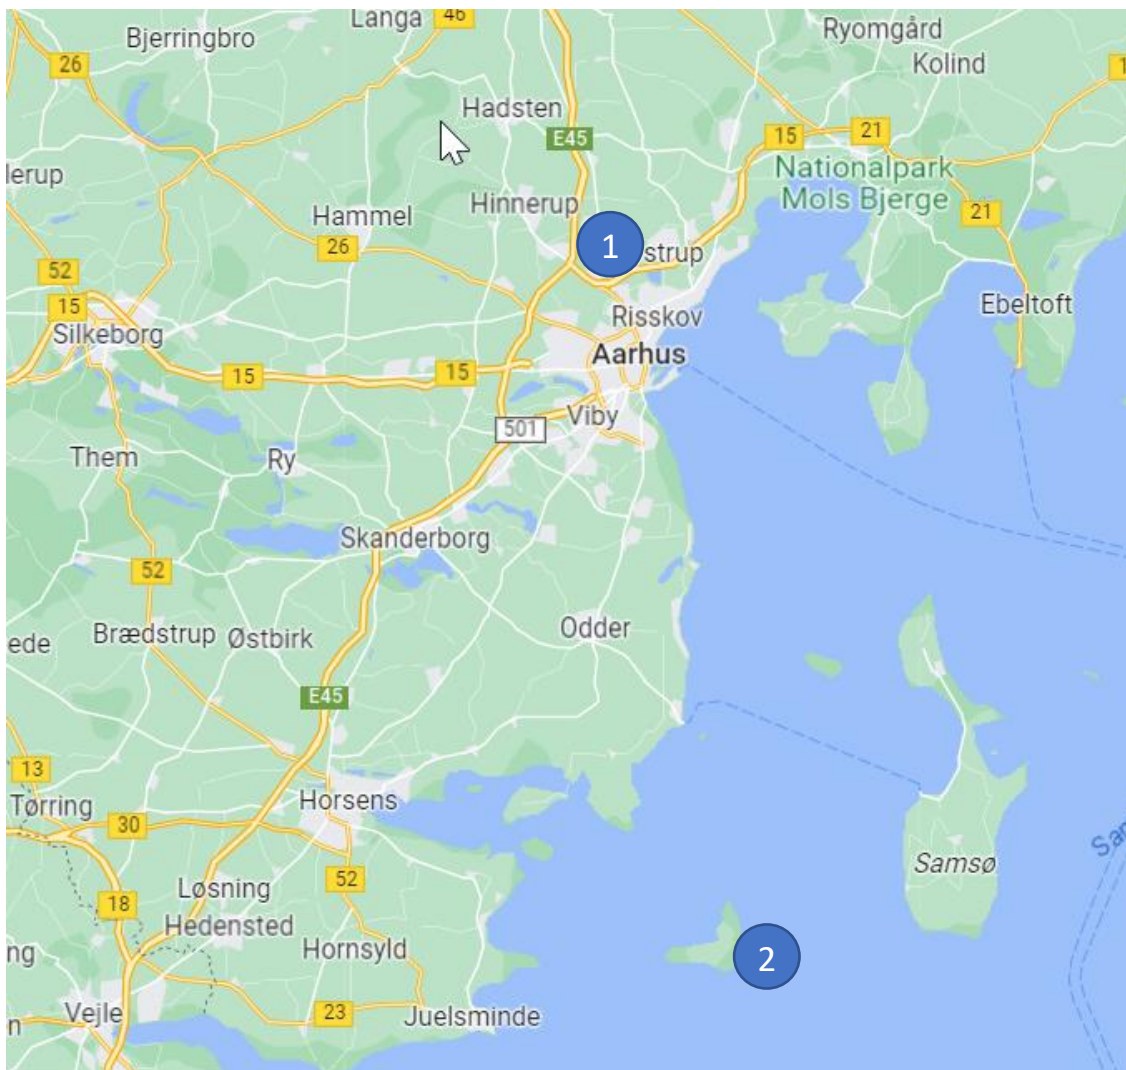 Langa
46
Ryomgård
Bjerringbro
Kolind
26
Hadsten
E45
15
21
Nationalpark
Mols Bjerge
lerup
Hinnerup
Hammel
21
26
1
strup
52
15
Ebeltoft
Risskov
Silkeborg
Aarhus
15
15
Viby
501
Them
Ry
Skanderborg
52
Odder
Brædstrup
Østbirk
ede
E45
13
Tørring
Horsens
30
Samsø
52
Løsning
18
Hedensted
Hornsyld
ng
2
Vejle
23
Juelsminde
n